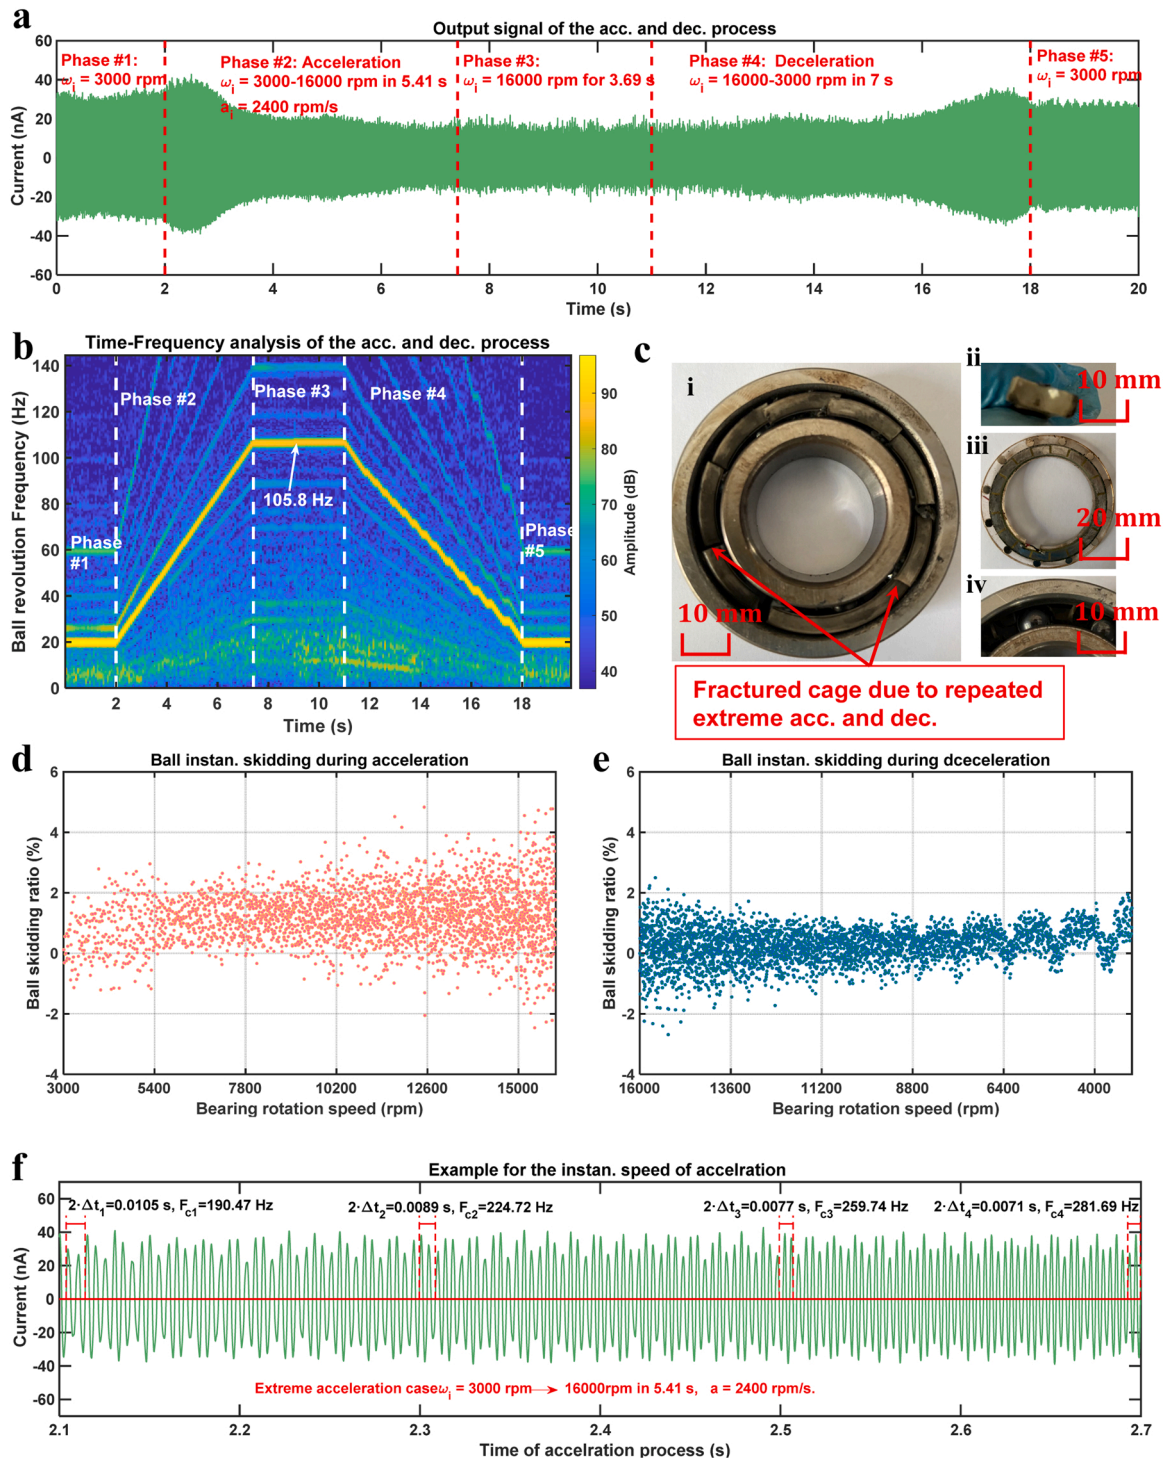 a
Output signal of the acc. and dec. process
Phase #1:
ωi = 3000 rpm
Phase #2: Acceleration
ωi = 3000-16000 rpm in 5.41 s
ai = 2400 rpm/s
Phase #3:
ωi = 16000 rpm for 3.69 s
Phase #4: Deceleration
ωi = 16000-3000 rpm in 7 s
Phase #5:
ωi = 3000 rpm
60
40
20
0
-20
-40
-60
Current (nA)
0 2 4 6 8 10 12 14 16 18 20
Time (s)
b
Time-Frequency analysis of the acc. and dec. process
140
120
100
80
60
40
20
0
Ball revolution Frequency (Hz)
Phase
#1
Phase #2
Phase #3
Phase #4
Phase
#5
105.8 Hz
2 4 6 8 10 12 14 16 18
Time (s)
90
80
70
60
50
40
Amplitude (dB)
c
i
10 mm
ii
10 mm
iii
20 mm
iv
10 mm
Fractured cage due to repeated
extreme acc. and dec.
d
Ball instan. skidding during acceleration
6
4
2
0
-2
-4
Ball skidding ratio (%)
3000 5400 7800 10200 12600 15000
Bearing rotation speed (rpm)
e
Ball instan. skidding during dceceleration
6
4
2
0
-2
-4
Ball skidding ratio (%)
16000 13600 11200 8800 6400 4000
Bearing rotation speed (rpm)
f
Example for the instan. speed of accelration
2·Δt1=0.0105 s, Fc1=190.47 Hz
2·Δt2=0.0089 s, Fc2=224.72 Hz
2·Δt3=0.0077 s, Fc3=259.74 Hz
2·Δt4=0.0071 s, Fc4=281.69 Hz
60
40
20
0
-20
-40
-60
Current (nA)
Extreme acceleration caseωi = 3000 rpm → 16000rpm in 5.41 s, a = 2400 rpm/s.
2.1 2.2 2.3 2.4 2.5 2.6 2.7
Time of accelration process (s)